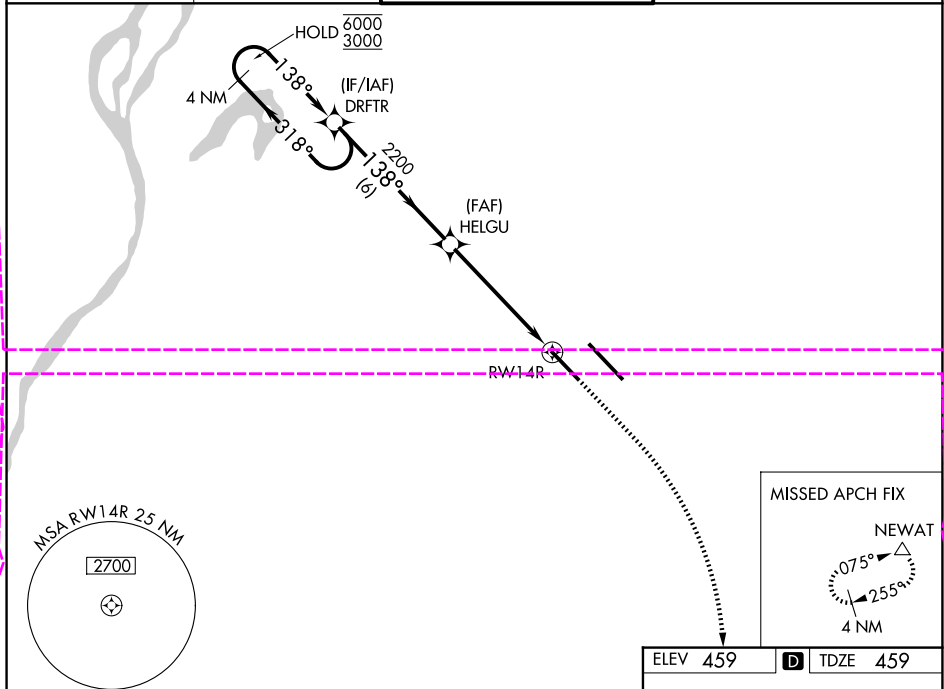 HOLD 6000
3000
138°
4 NM
(IF/IAF)
DRFTR
318°
2200
138°
(6)
(FAF)
HELGU
RW14R
MSA RW14R 25 NM
2700
MISSED APCH FIX
NEWAT
075°
255°
4 NM
ELEV 459 D TDZE 459